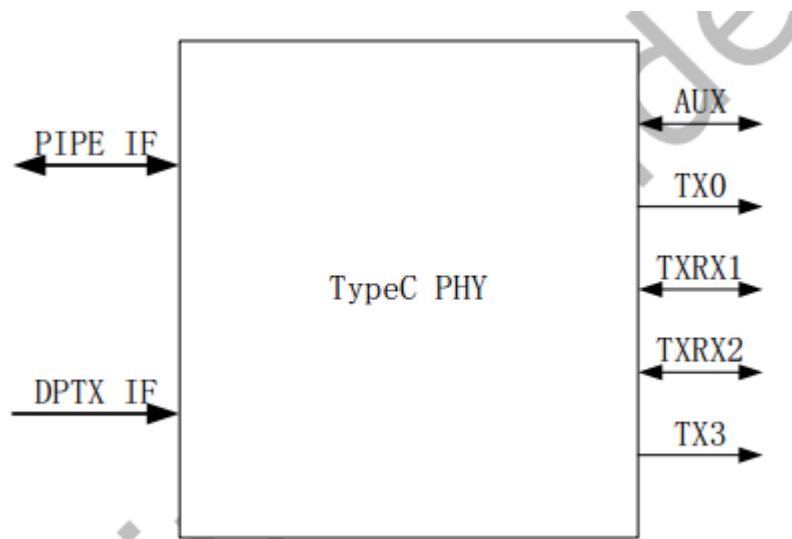 PIPE IF
DPTX IF
TypeC PHY
AUX
TX0
TXRX1
TXRX2
TX3